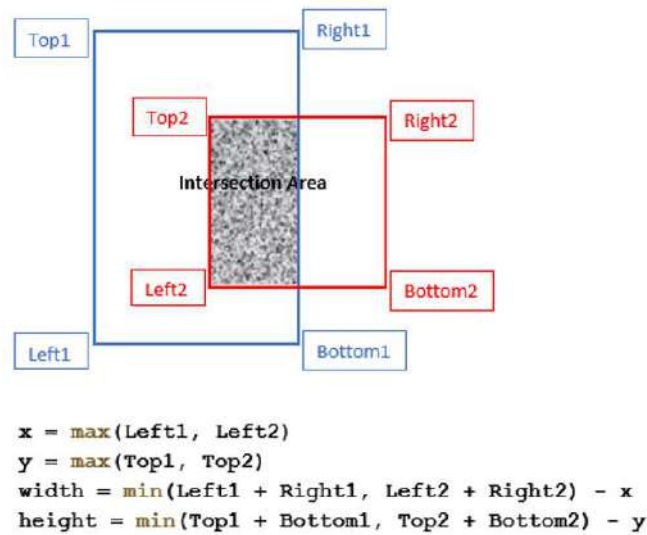 Top1
Right1
Top2
Right2
Intersection Area
Left2
Bottom2
Left1
Bottom1
x = max(Left1, Left2)
y = max(Top1, Top2)
width = min(Left1 + Right1, Left2 + Right2) - x
height = min(Top1 + Bottom1, Top2 + Bottom2) - y